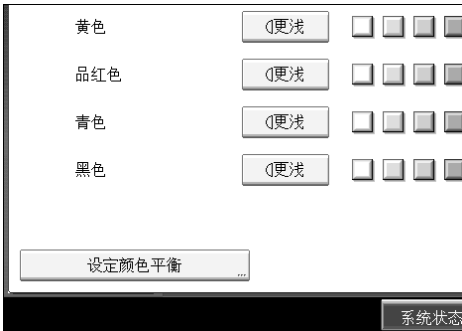 黄色 更浅
品红色 更浅
青色 更浅
黑色 更浅
设定颜色平衡...
系统状态